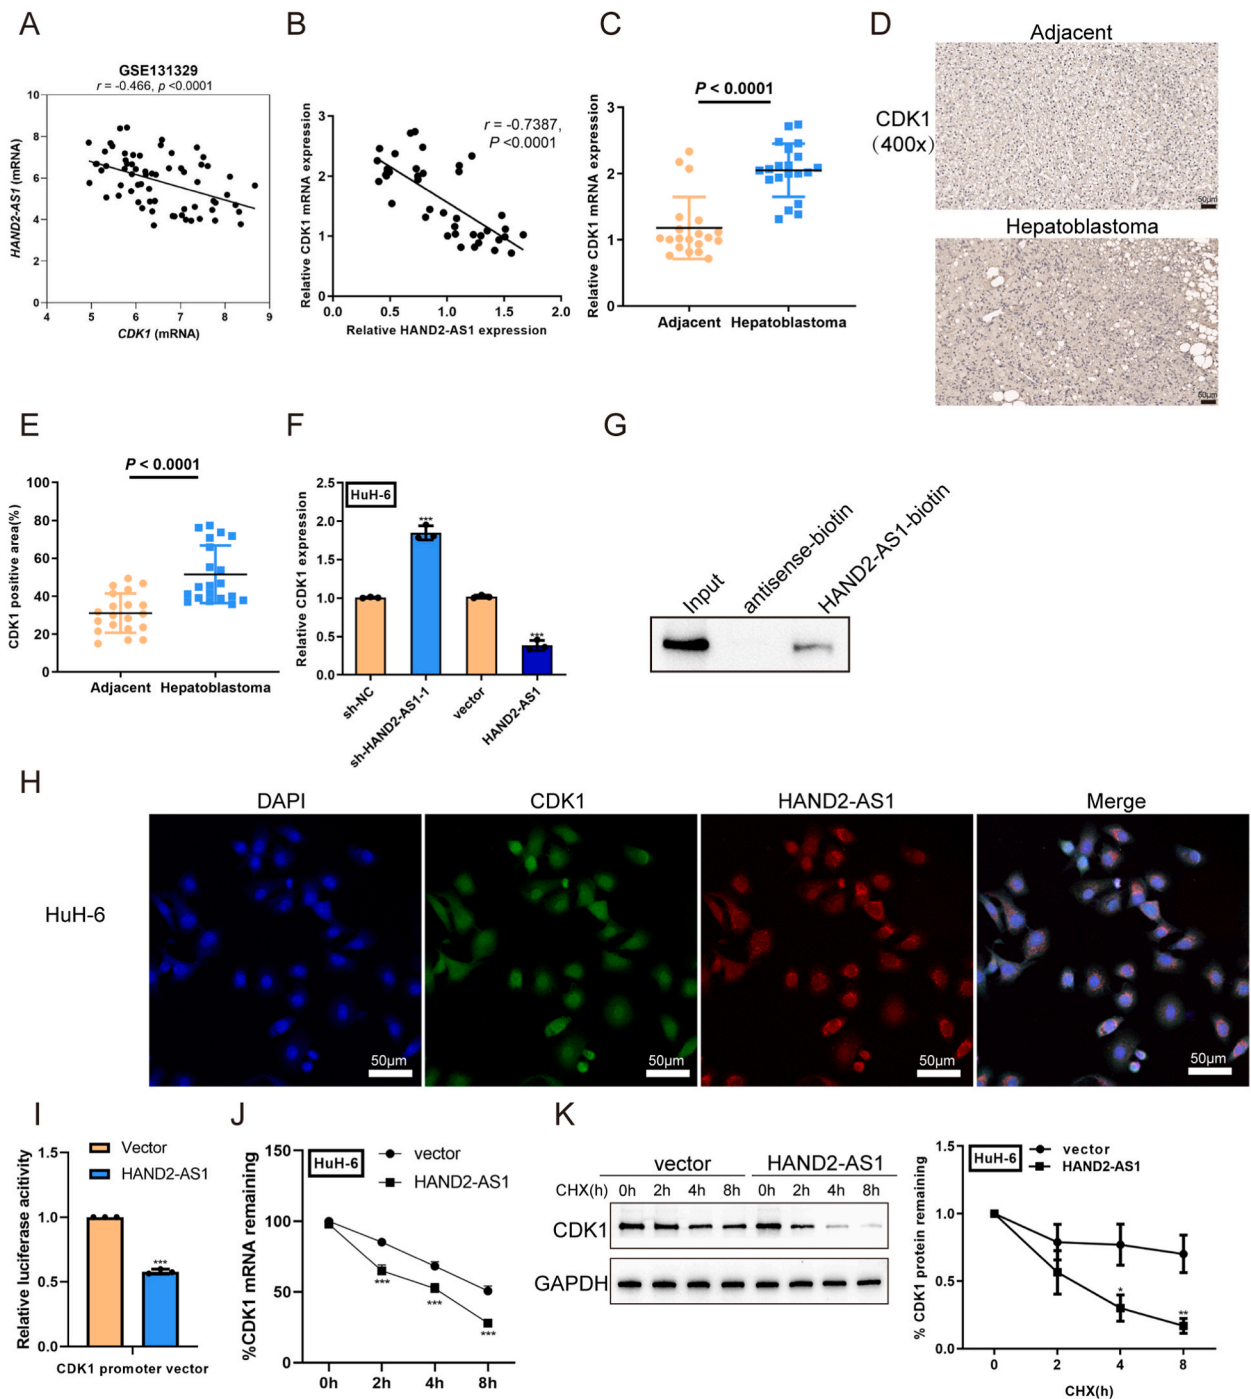 A
GSE131329
r = -0.466, p <0.0001
HAND2-AS1 (mRNA)
10
8
6
4
2
0
4 5 6 7 8 9
CDK1 (mRNA)
B
r = -0.7387,
P <0.0001
Relative CDK1 mRNA expression
3
2
1
0
0.0 0.5 1.0 1.5 2.0
Relative HAND2-AS1 expression
C
P < 0.0001
Relative CDK1 mRNA expression
3
2
1
0
Adjacent Hepatoblastoma
D
Adjacent
CDK1
(400x)
50μm
Hepatoblastoma
50μm
E
P < 0.0001
CDK1 positive area(%)
100
80
60
40
20
0
Adjacent Hepatoblastoma
F
HuH-6
Relative CDK1 expression
2.5
2.0
1.5
1.0
0.5
0.0
***
***
sh-NC
sh-HAND2-AS1-1
vector
HAND2-AS1
G
Input
antisense-biotin
HAND2-AS1-biotin
H
DAPI CDK1 HAND2-AS1 Merge
HuH-6
50μm 50μm 50μm 50μm
I
Vector
HAND2-AS1
Relative luciferase acitivity
1.5
1.0
0.5
0.0
***
CDK1 promoter vector
J
HuH-6
vector
HAND2-AS1
%CDK1 mRNA remaining
150
100
50
0
***
***
***
0h 2h 4h 8h
K
vector HAND2-AS1
CHX(h) 0h 2h 4h 8h 0h 2h 4h 8h
CDK1
GAPDH
HuH-6
vector
HAND2-AS1
% CDK1 protein remaining
1.5
1.0
0.5
0.0
*
**
0 2 4 8
CHX(h)